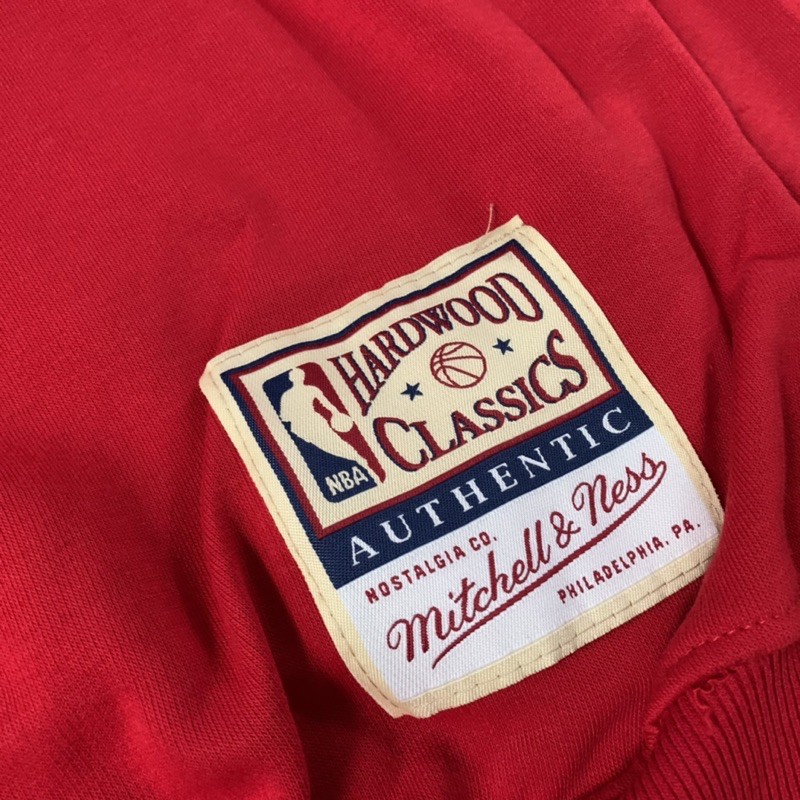 HARDWOOD
CLASSICS
NBA
AUTHENTIC
NOSTALGIA CO.
Mitchell & Ness
PHILADELPHIA, PA.